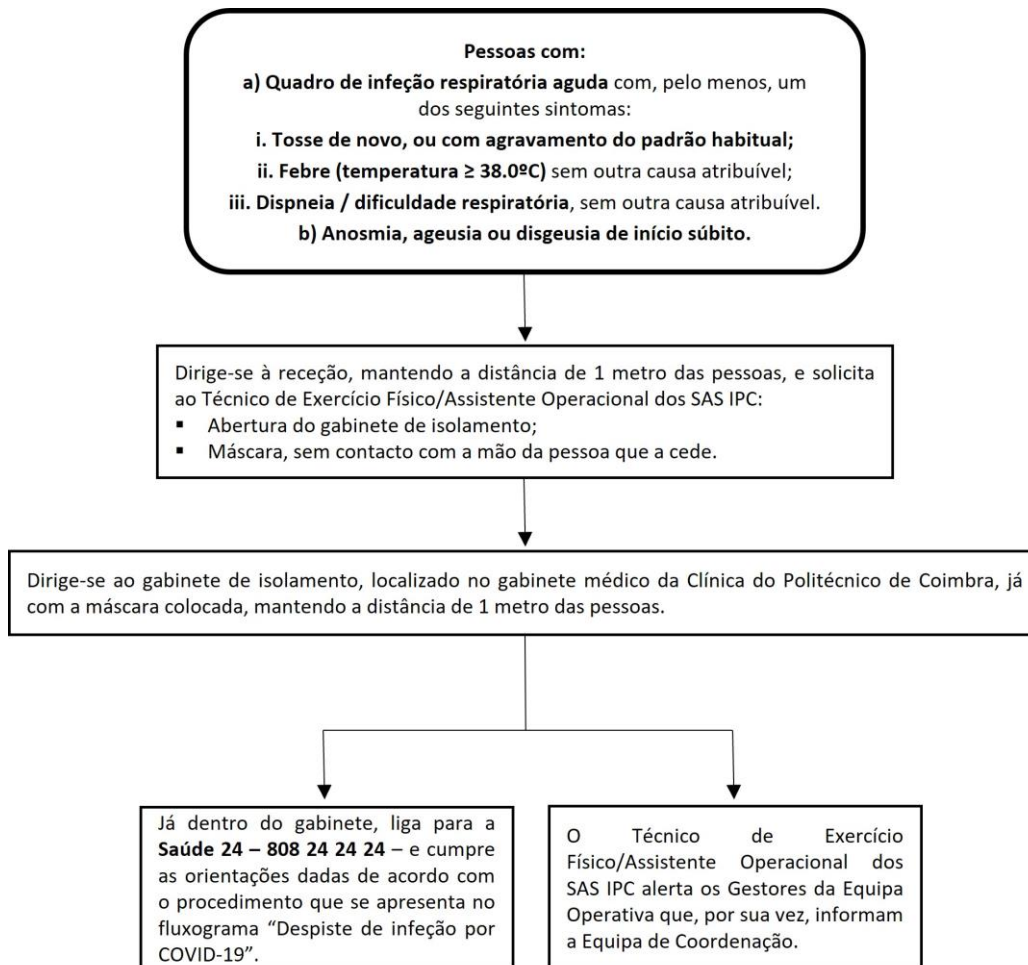 Pessoas com:
a) Quadro de infeção respiratória aguda com, pelo menos, um
dos seguintes sintomas:
i. Tosse de novo, ou com agravamento do padrão habitual;
ii. Febre (temperatura ≥ 38.0ºC) sem outra causa atribuível;
iii. Dispneia / dificuldade respiratória, sem outra causa atribuível.
b) Anosmia, ageusia ou disgeusia de início súbito.
Dirige-se à receção, mantendo a distância de 1 metro das pessoas, e solicita
ao Técnico de Exercício Físico/Assistente Operacional dos SAS IPC:
▪ Abertura do gabinete de isolamento;
▪ Máscara, sem contacto com a mão da pessoa que a cede.
Dirige-se ao gabinete de isolamento, localizado no gabinete médico da Clínica do Politécnico de Coimbra, já
com a máscara colocada, mantendo a distância de 1 metro das pessoas.
Já dentro do gabinete, liga para a
Saúde 24 – 808 24 24 24 – e cumpre
as orientações dadas de acordo com
o procedimento que se apresenta no
fluxograma “Despiste de infeção por
COVID-19”.
O Técnico de Exercício
Físico/Assistente Operacional dos
SAS IPC alerta os Gestores da Equipa
Operativa que, por sua vez, informam
a Equipa de Coordenação.